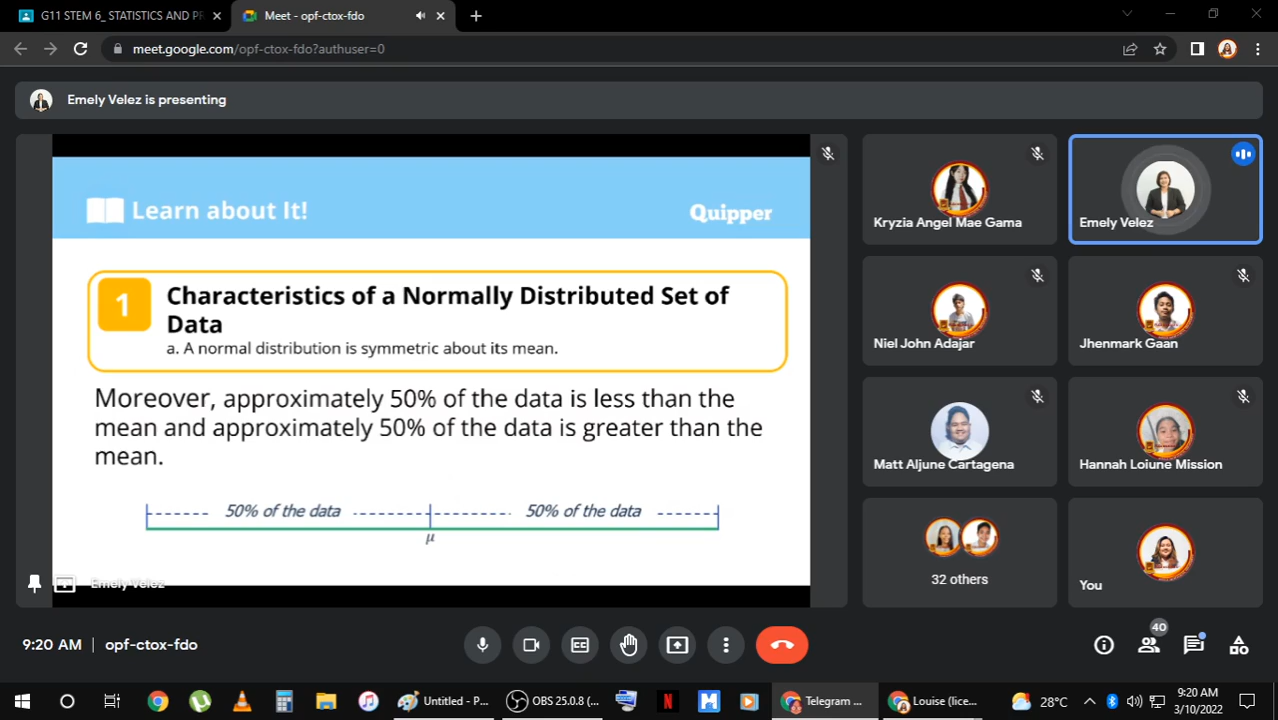 G11 STEM 6_ STATISTICS AND PR
Meet - opf-ctox-fdo
meet.google.com/opf-ctox-fdo?authuser=0
Emely Velez is presenting
Learn about It!
Quipper
1
Characteristics of a Normally Distributed Set of
Data
a. A normal distribution is symmetric about its mean.
Moreover, approximately 50% of the data is less than the
mean and approximately 50% of the data is greater than the
mean.
50% of the data
50% of the data
μ
Emely Velez
Kryzia Angel Mae Gama
Emely Velez
Niel John Adajar
Jhenmark Gaan
Matt Aljune Cartagena
Hannah Loiune Mission
32 others
You
9:20 AM | opf-ctox-fdo
40
Untitled - P...
OBS 25.0.8 (...
Telegram ...
Louise (lice...
28°C
9:20 AM
3/10/2022